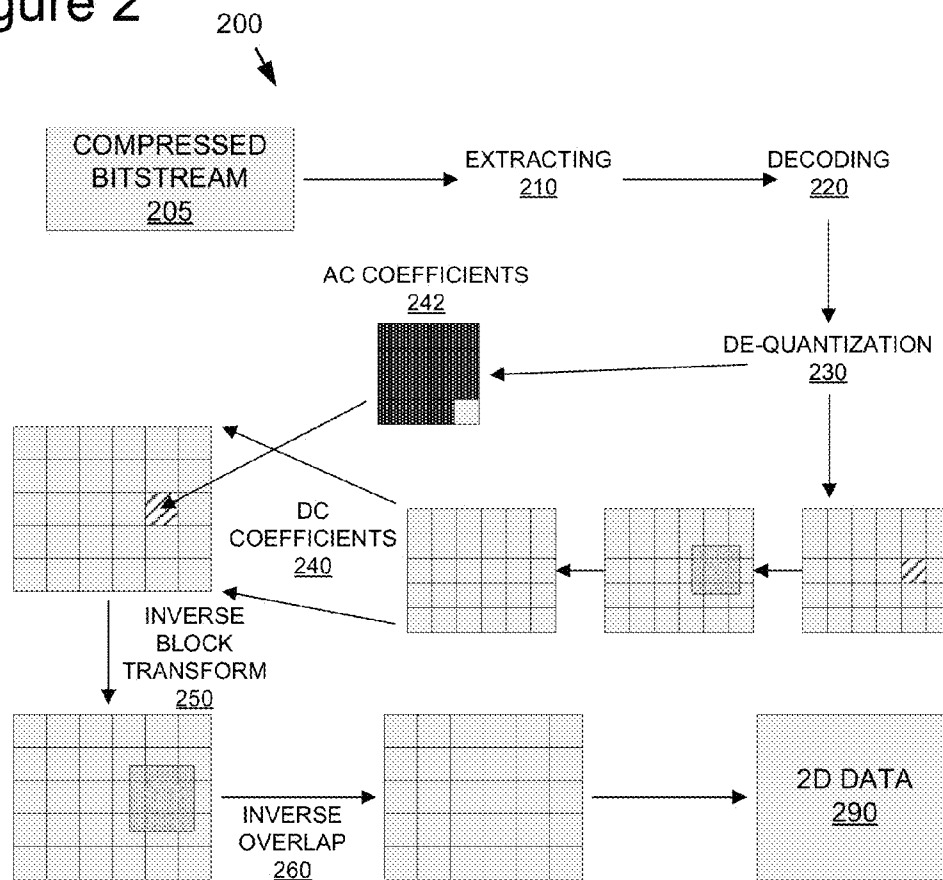 gure 2
200
COMPRESSED
BITSTREAM
205
EXTRACTING
210
DECODING
220
AC COEFFICIENTS
242
DE-QUANTIZATION
230
DC
COEFFICIENTS
240
INVERSE
BLOCK
TRANSFORM
250
INVERSE
OVERLAP
260
2D DATA
290